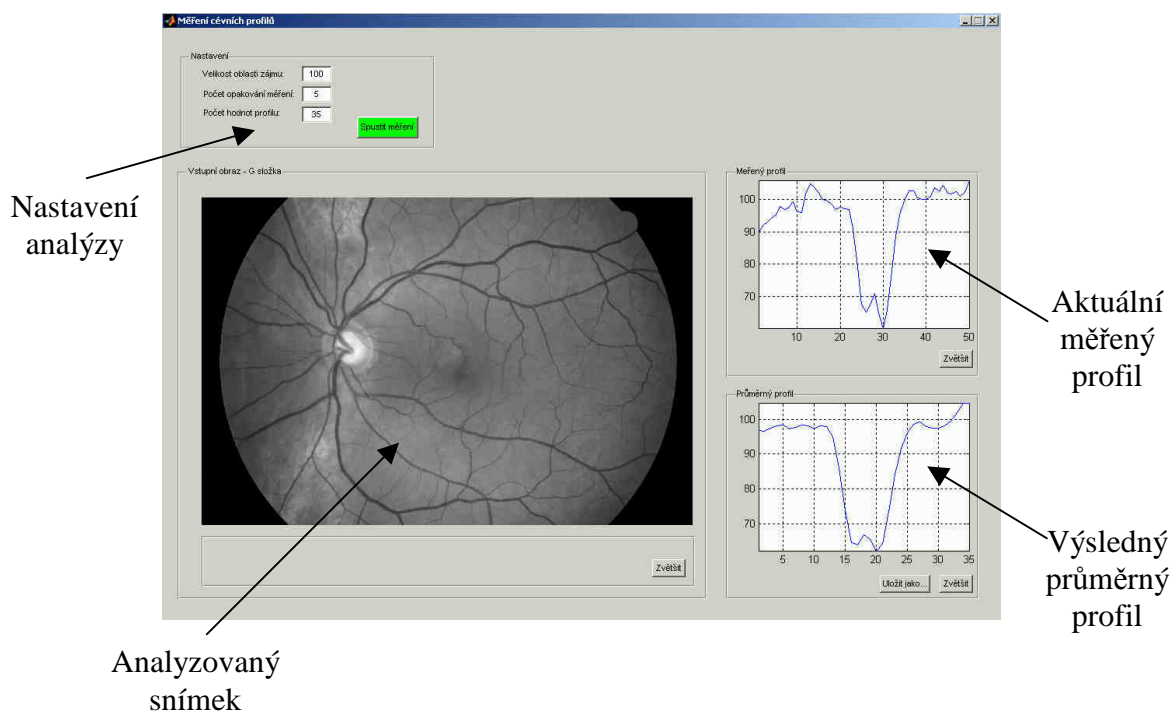 Měření cévních profilů
Nastavení
Velikost oblasti zájmu: 100
Počet opakování měření: 5
Počet hodnot profilu: 35
Spustit měření
Nastavení
analýzy
Vstupní obraz - G složka
Zvětšit
Analyzovaný
snímek
Meřený profil
100
90
80
70
10 20 30 40 50
Zvětšit
Aktuální
měřený
profil
Průměrný profil
100
90
80
70
5 10 15 20 25 30 35
Uložit jako... Zvětšit
Výsledný
průměrný
profil